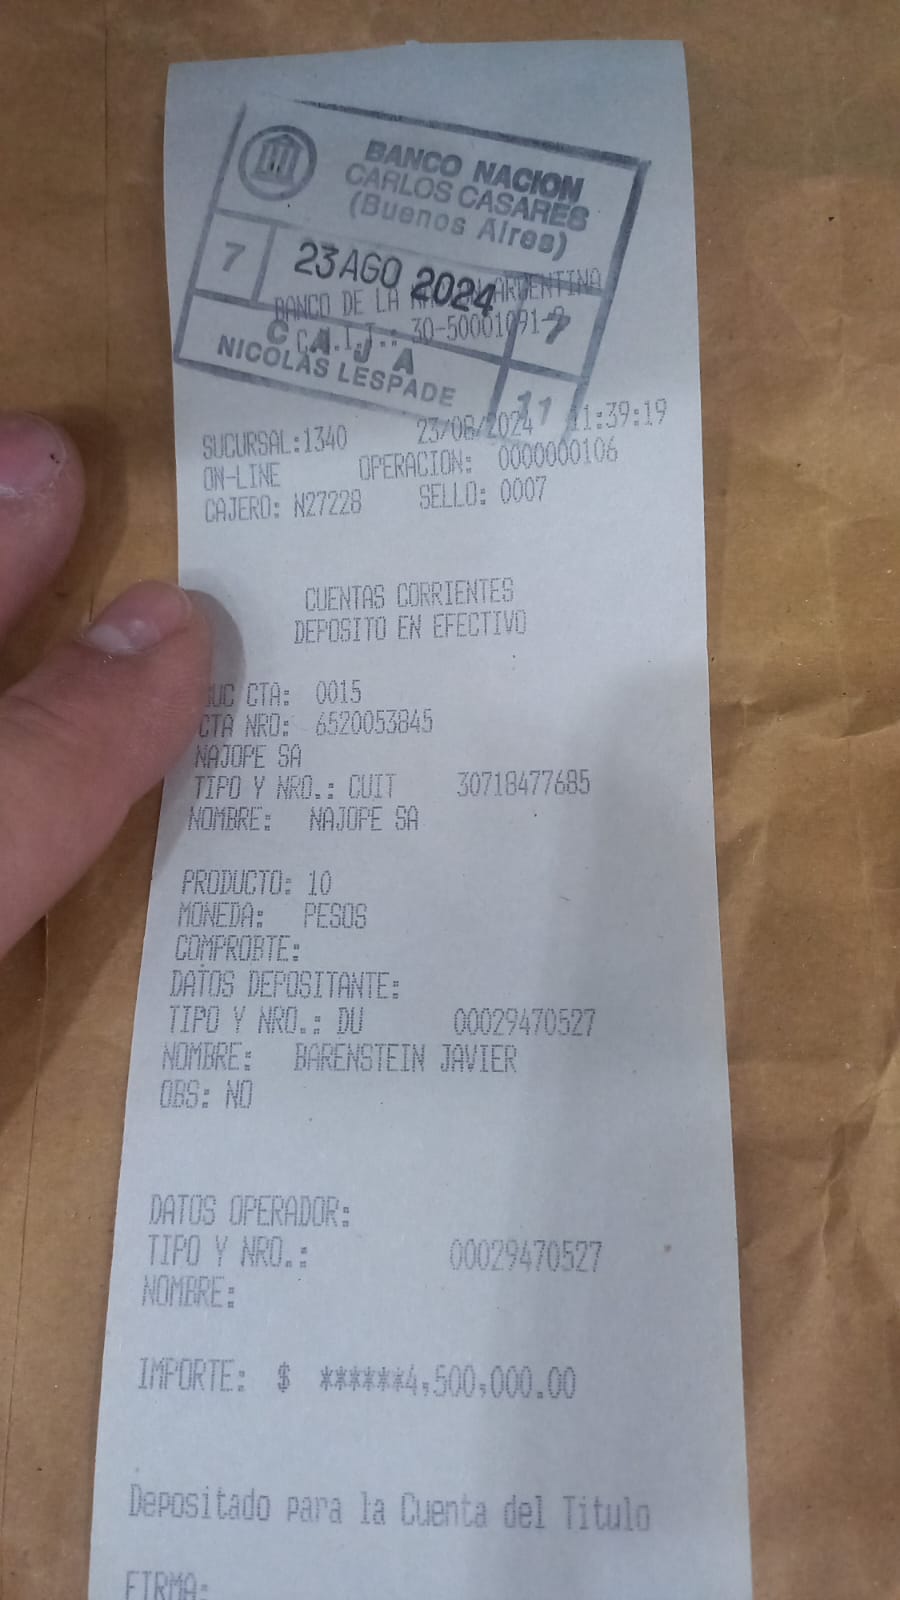 BANCO NACION
CARLOS CASARES
(Buenos Aires)
7
23 AGO 2024
7
CAJA
NICOLAS LESPADE
11
BANCO DE LA NACION ARGENTINA
C.U.I.T.: 30-50001091-
SUCURSAL:1340 23/08/2024 11:39:19
ON-LINE OPERACION: 0000000106
CAJERO: N27228 SELLO: 0007
CUENTAS CORRIENTES
DEPOSITO EN EFECTIVO
SUC CTA: 0015
CTA NRO: 6520053845
NAJOPE SA
TIPO Y NRO.: CUIT 30718477685
NOMBRE: NAJOPE SA
PRODUCTO: 10
MONEDA: PESOS
COMPROBTE:
DATOS DEPOSITANTE:
TIPO Y NRO.: DU 00029470527
NOMBRE: BARENSTEIN JAVIER
OBS: NO
DATOS OPERADOR:
TIPO Y NRO.: 00029470527
NOMBRE:
IMPORTE: $ ******4,500,000.00
Depositado para la Cuenta del Titulo
FIRMA: